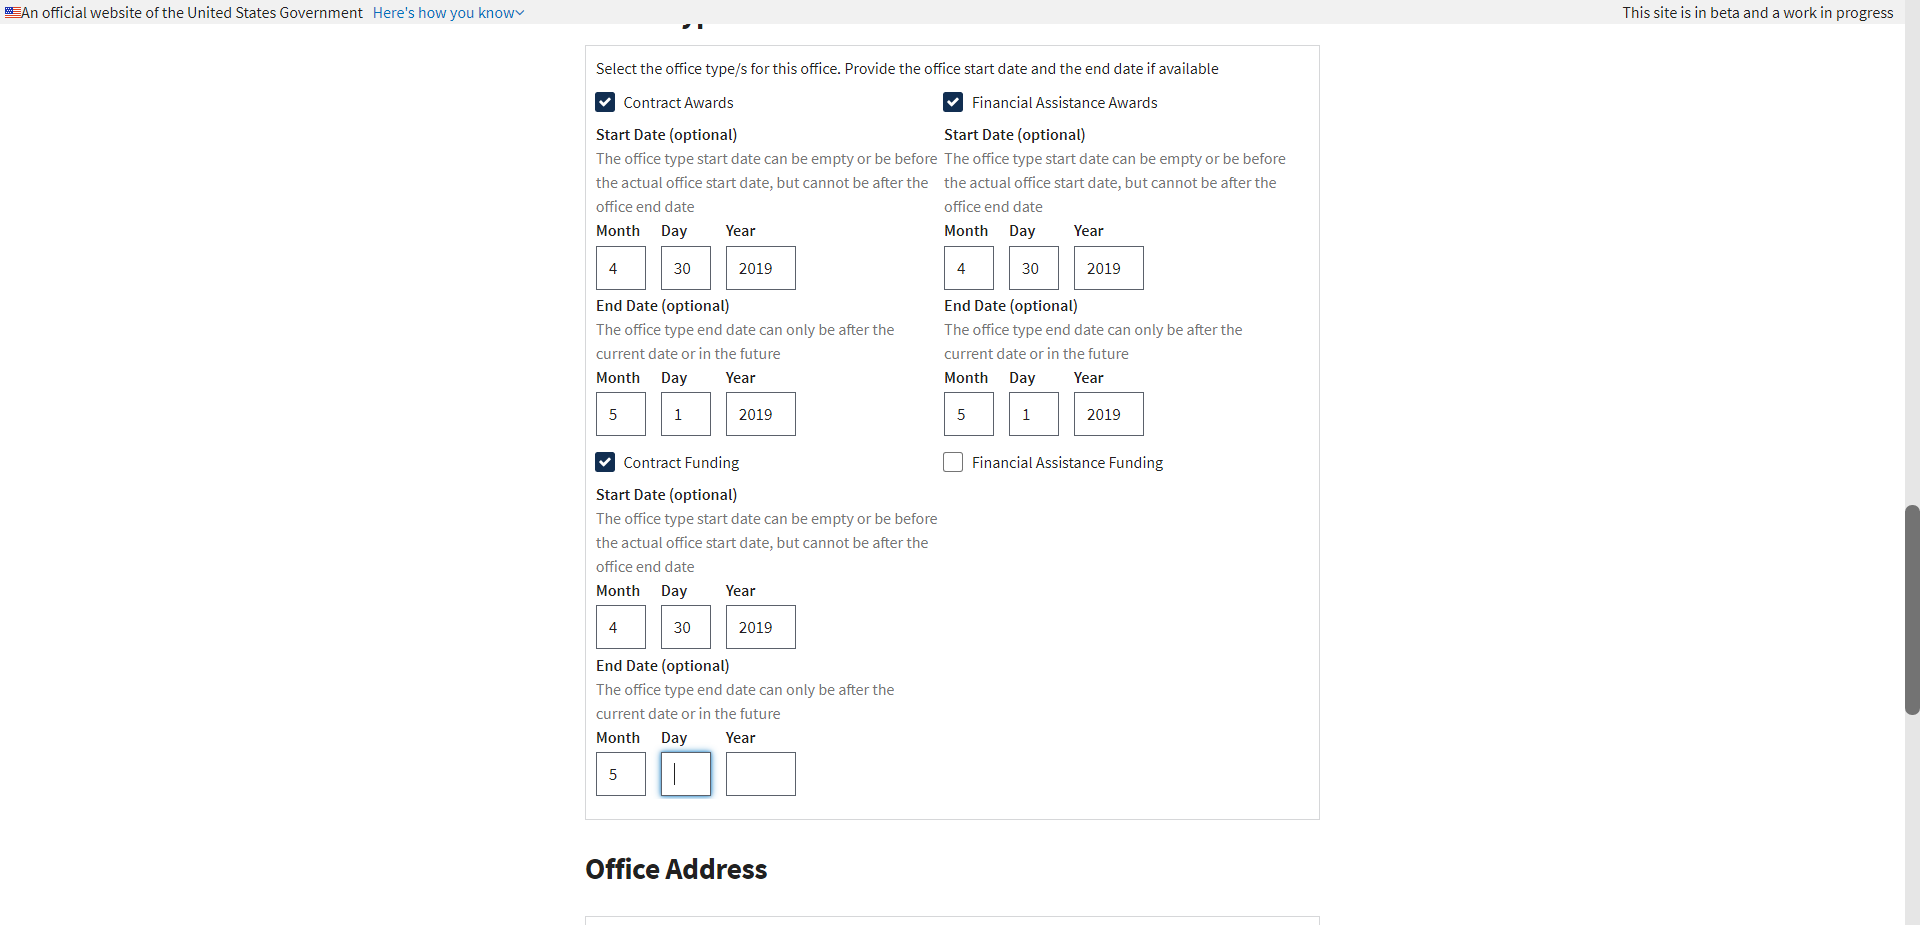 An official website of the United States Government Here's how you know
This site is in beta and a work in progress
Select the office type/s for this office. Provide the office start date and the end date if available
Contract Awards
Start Date (optional)
The office type start date can be empty or be before
the actual office start date, but cannot be after the
office end date
Month Day Year
4 30 2019
End Date (optional)
The office type end date can only be after the
current date or in the future
Month Day Year
5 1 2019
Financial Assistance Awards
Start Date (optional)
The office type start date can be empty or be before
the actual office start date, but cannot be after the
office end date
Month Day Year
4 30 2019
End Date (optional)
The office type end date can only be after the
current date or in the future
Month Day Year
5 1 2019
Contract Funding
Start Date (optional)
The office type start date can be empty or be before
the actual office start date, but cannot be after the
office end date
Month Day Year
4 30 2019
End Date (optional)
The office type end date can only be after the
current date or in the future
Month Day Year
5
Financial Assistance Funding
Office Address